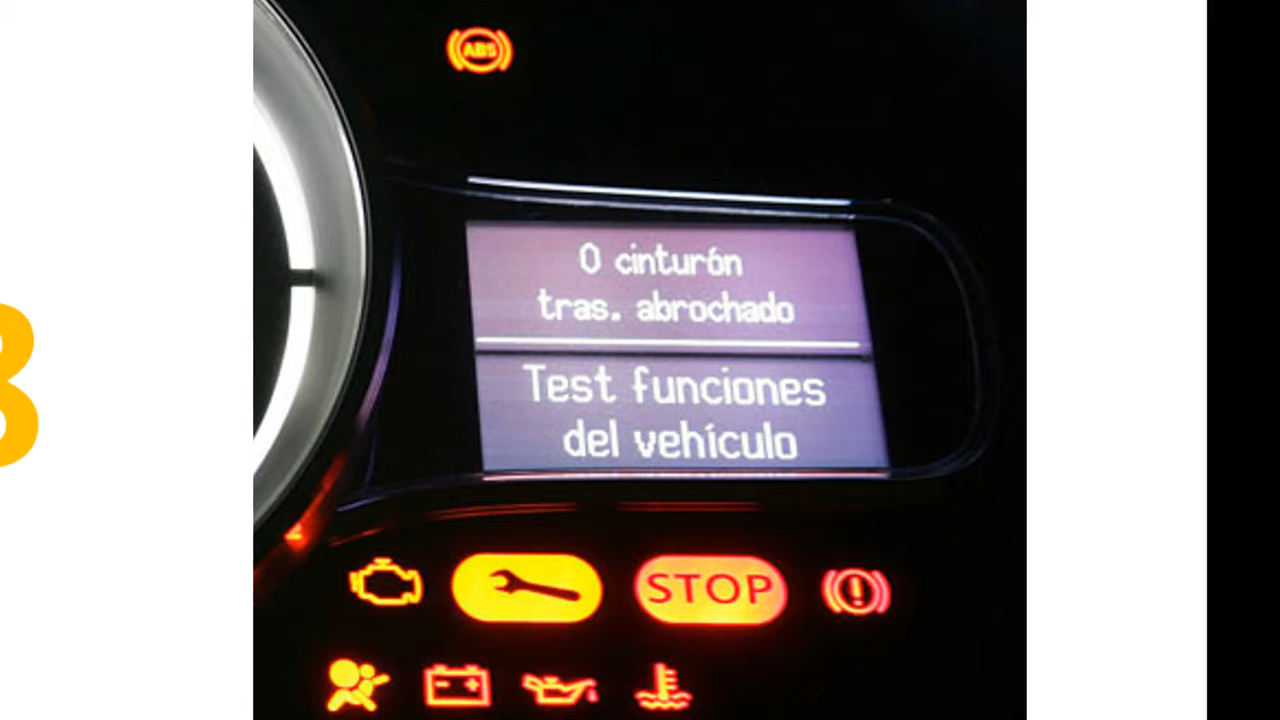 ABS
0 cinturón
tras. abrochado
Test funciones
del vehículo
STOP